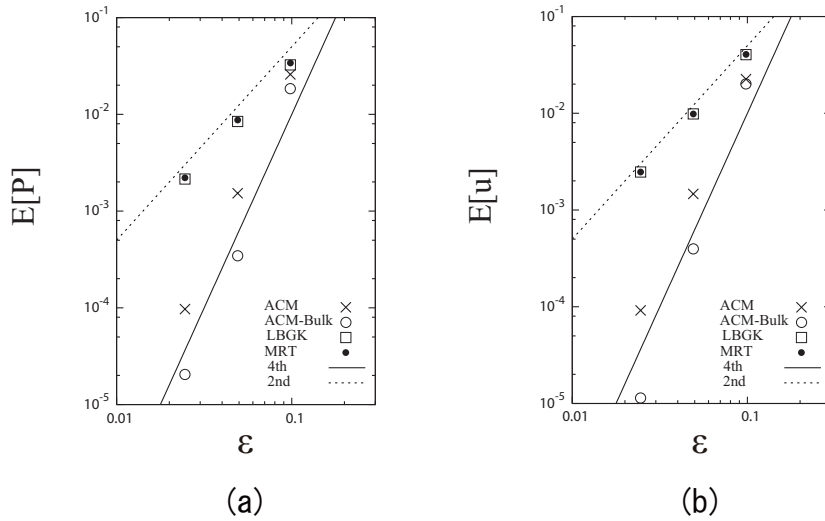 E[P]
10⁻¹
10⁻²
10⁻³
10⁻⁴
10⁻⁵
0.01
0.1
ε
ACM
ACM-Bulk
LBGK
MRT
4th
2nd
(a)
E[u]
10⁻¹
10⁻²
10⁻³
10⁻⁴
10⁻⁵
0.01
0.1
ε
ACM
ACM-Bulk
LBGK
MRT
4th
2nd
(b)